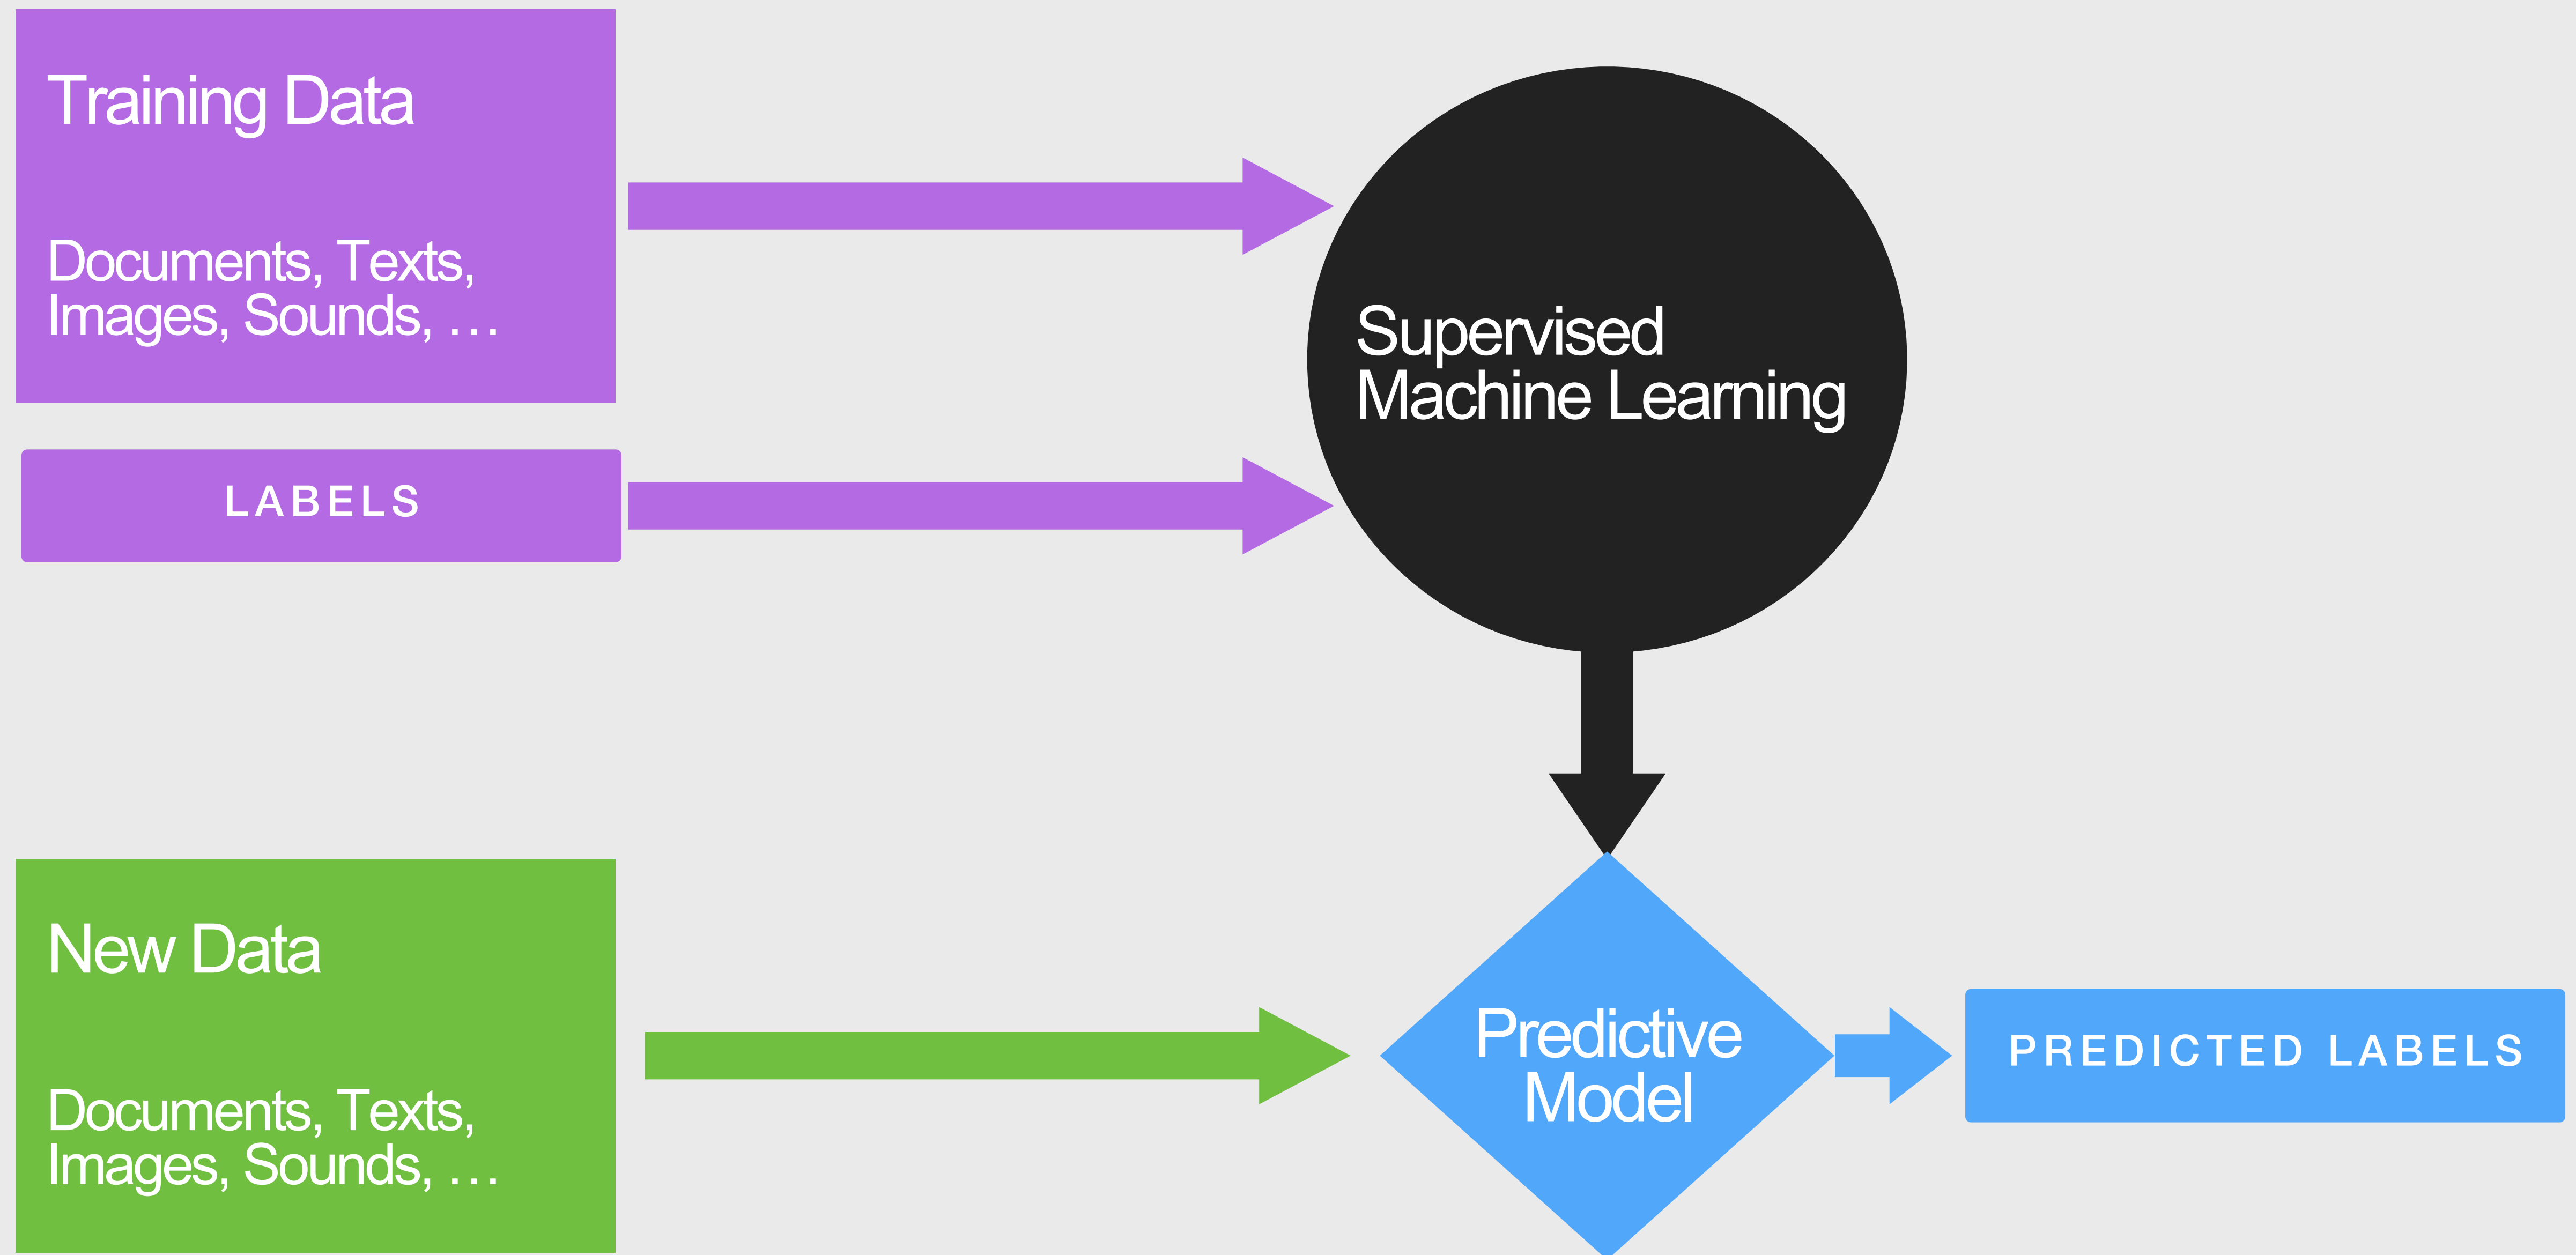 Training Data
Documents, Texts,
Images, Sounds, …
LABELS
Supervised
Machine Learning
New Data
Documents, Texts,
Images, Sounds, …
Predictive
Model
PREDICTED LABELS